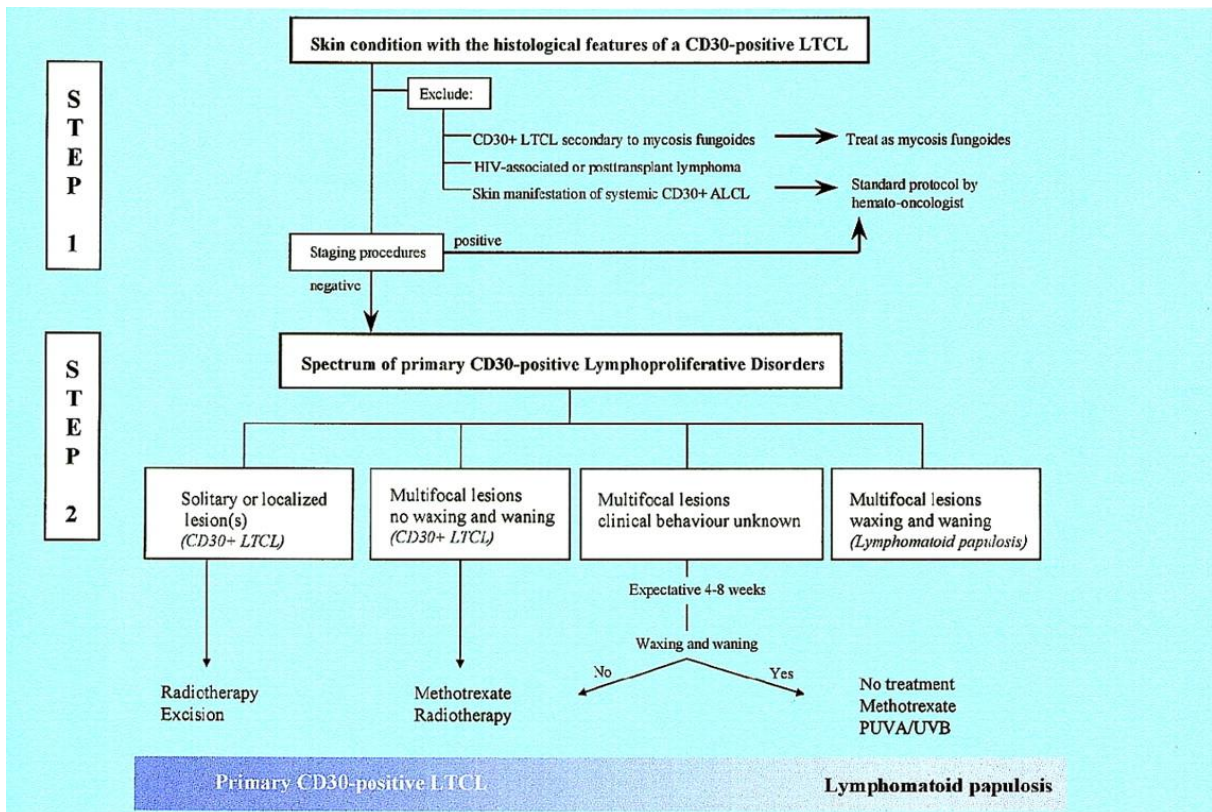 Skin condition with the histological features of a CD30-positive LTCL
STEP 1
Exclude:
CD30+ LTCL secondary to mycosis fungoides
Treat as mycosis fungoides
HIV-associated or posttransplant lymphoma
Skin manifestation of systemic CD30+ ALCL
Standard protocol by
hemato-oncologist
Staging procedures
positive
negative
STEP 2
Spectrum of primary CD30-positive Lymphoproliferative Disorders
Solitary or localized
lesion(s)
(CD30+ LTCL)
Multifocal lesions
no waxing and waning
(CD30+ LTCL)
Multifocal lesions
clinical behaviour unknown
Multifocal lesions
waxing and waning
(Lymphomatoid papulosis)
Expectative 4-8 weeks
Waxing and waning
No
Yes
Radiotherapy
Excision
Methotrexate
Radiotherapy
No treatment
Methotrexate
PUVA/UVB
Primary CD30-positive LTCL
Lymphomatoid papulosis